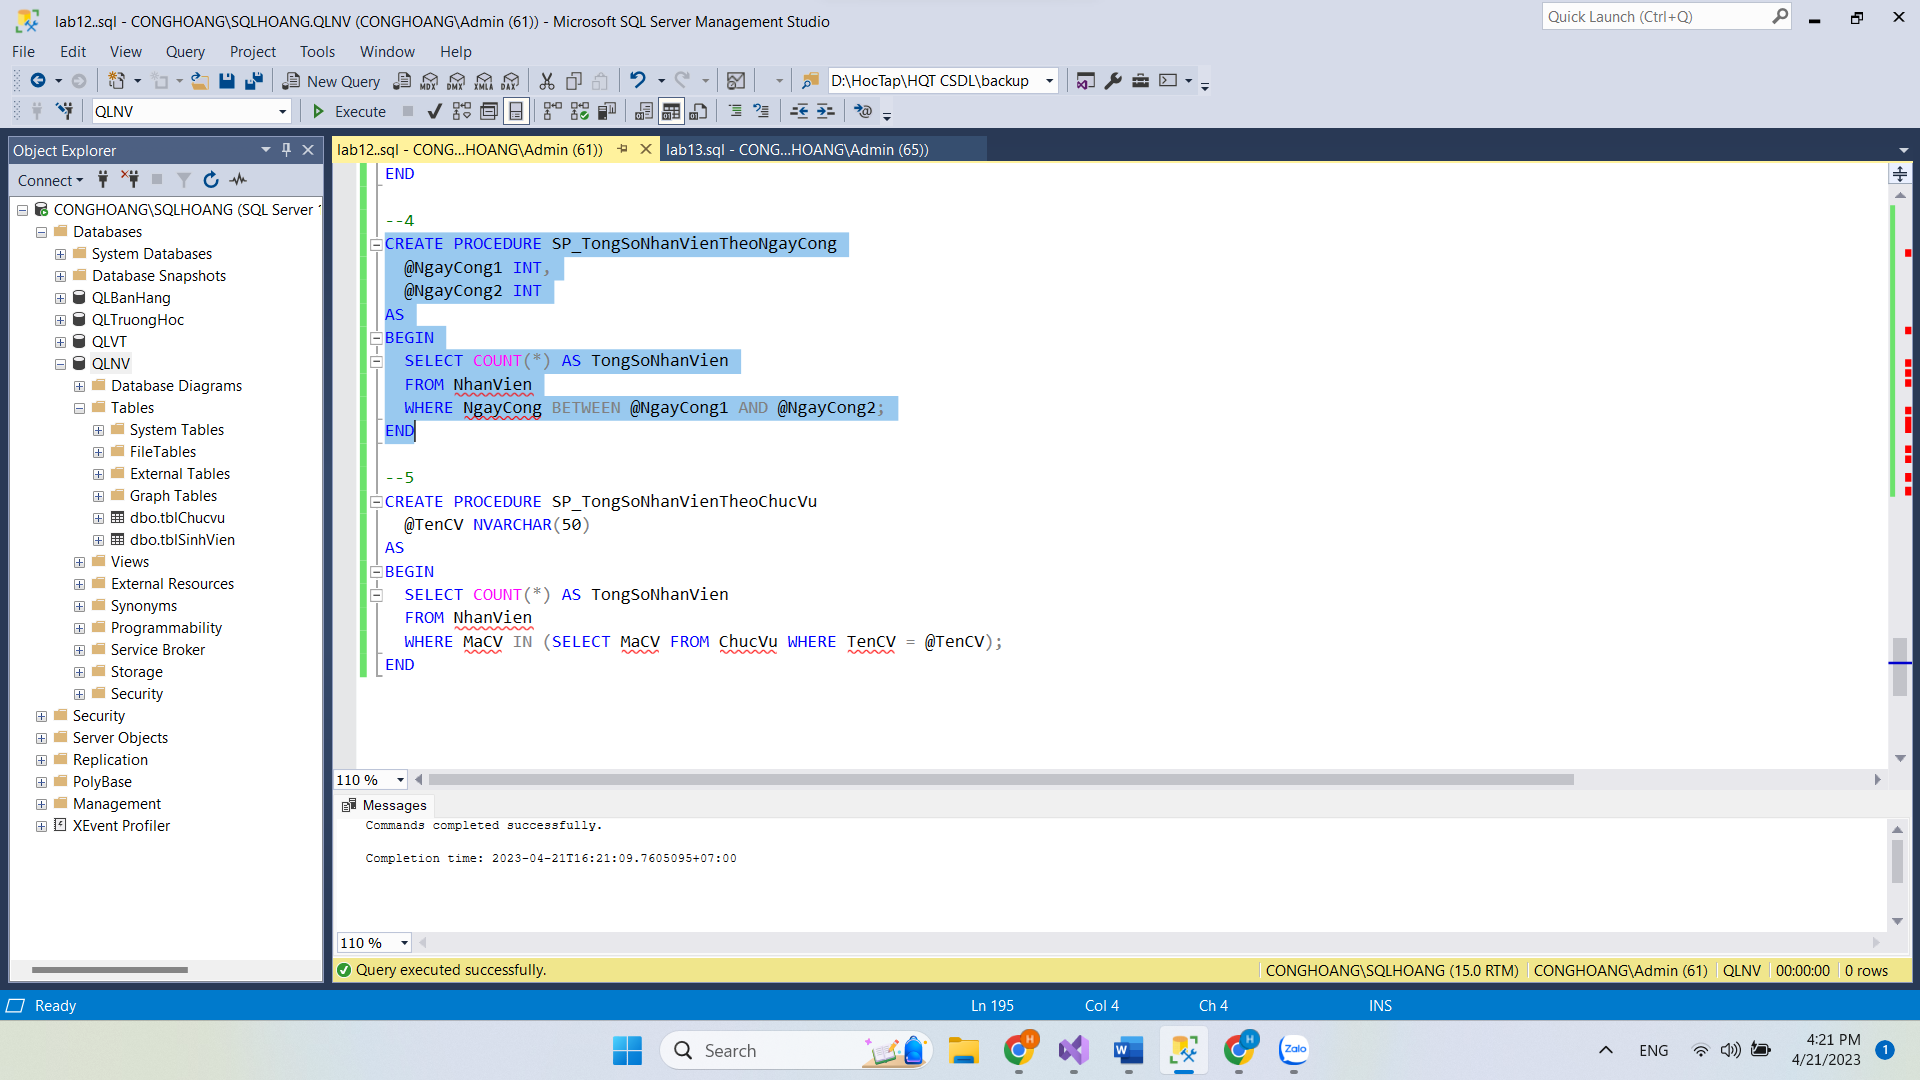 lab12..sql - CONGHOANG\SQLHOANG.QLNV (CONGHOANG\Admin (61)) - Microsoft SQL Server Management Studio
Quick Launch (Ctrl+Q)
File Edit View Query Project Tools Window Help
New Query
D:\HocTap\HQT CSDL\backup
QLNV
Execute
Object Explorer
Connect
CONGHOANG\SQLHOANG (SQL Server
Databases
System Databases
Database Snapshots
QLBanHang
QLTruongHoc
QLVT
QLNV
Database Diagrams
Tables
System Tables
FileTables
External Tables
Graph Tables
dbo.tblChucvu
dbo.tblSinhVien
Views
External Resources
Synonyms
Programmability
Service Broker
Storage
Security
Security
Server Objects
Replication
PolyBase
Management
XEvent Profiler
lab12..sql - CONG...HOANG\Admin (61))
lab13.sql - CONG...HOANG\Admin (65))
END
--4
CREATE PROCEDURE SP_TongSoNhanVienTheoNgayCong
@NgayCong1 INT,
@NgayCong2 INT
AS
BEGIN
SELECT COUNT(*) AS TongSoNhanVien
FROM NhanVien
WHERE NgayCong BETWEEN @NgayCong1 AND @NgayCong2;
END
--5
CREATE PROCEDURE SP_TongSoNhanVienTheoChucVu
@TenCV NVARCHAR(50)
AS
BEGIN
SELECT COUNT(*) AS TongSoNhanVien
FROM NhanVien
WHERE MaCV IN (SELECT MaCV FROM ChucVu WHERE TenCV = @TenCV);
END
110 %
Messages
Commands completed successfully.
Completion time: 2023-04-21T16:21:09.7605095+07:00
110 %
Query executed successfully.
CONGHOANG\SQLHOANG (15.0 RTM) CONGHOANG\Admin (61) QLNV 00:00:00 0 rows
Ready
Ln 195 Col 4 Ch 4 INS
Search
Zalo
ENG
4:21 PM
4/21/2023
1